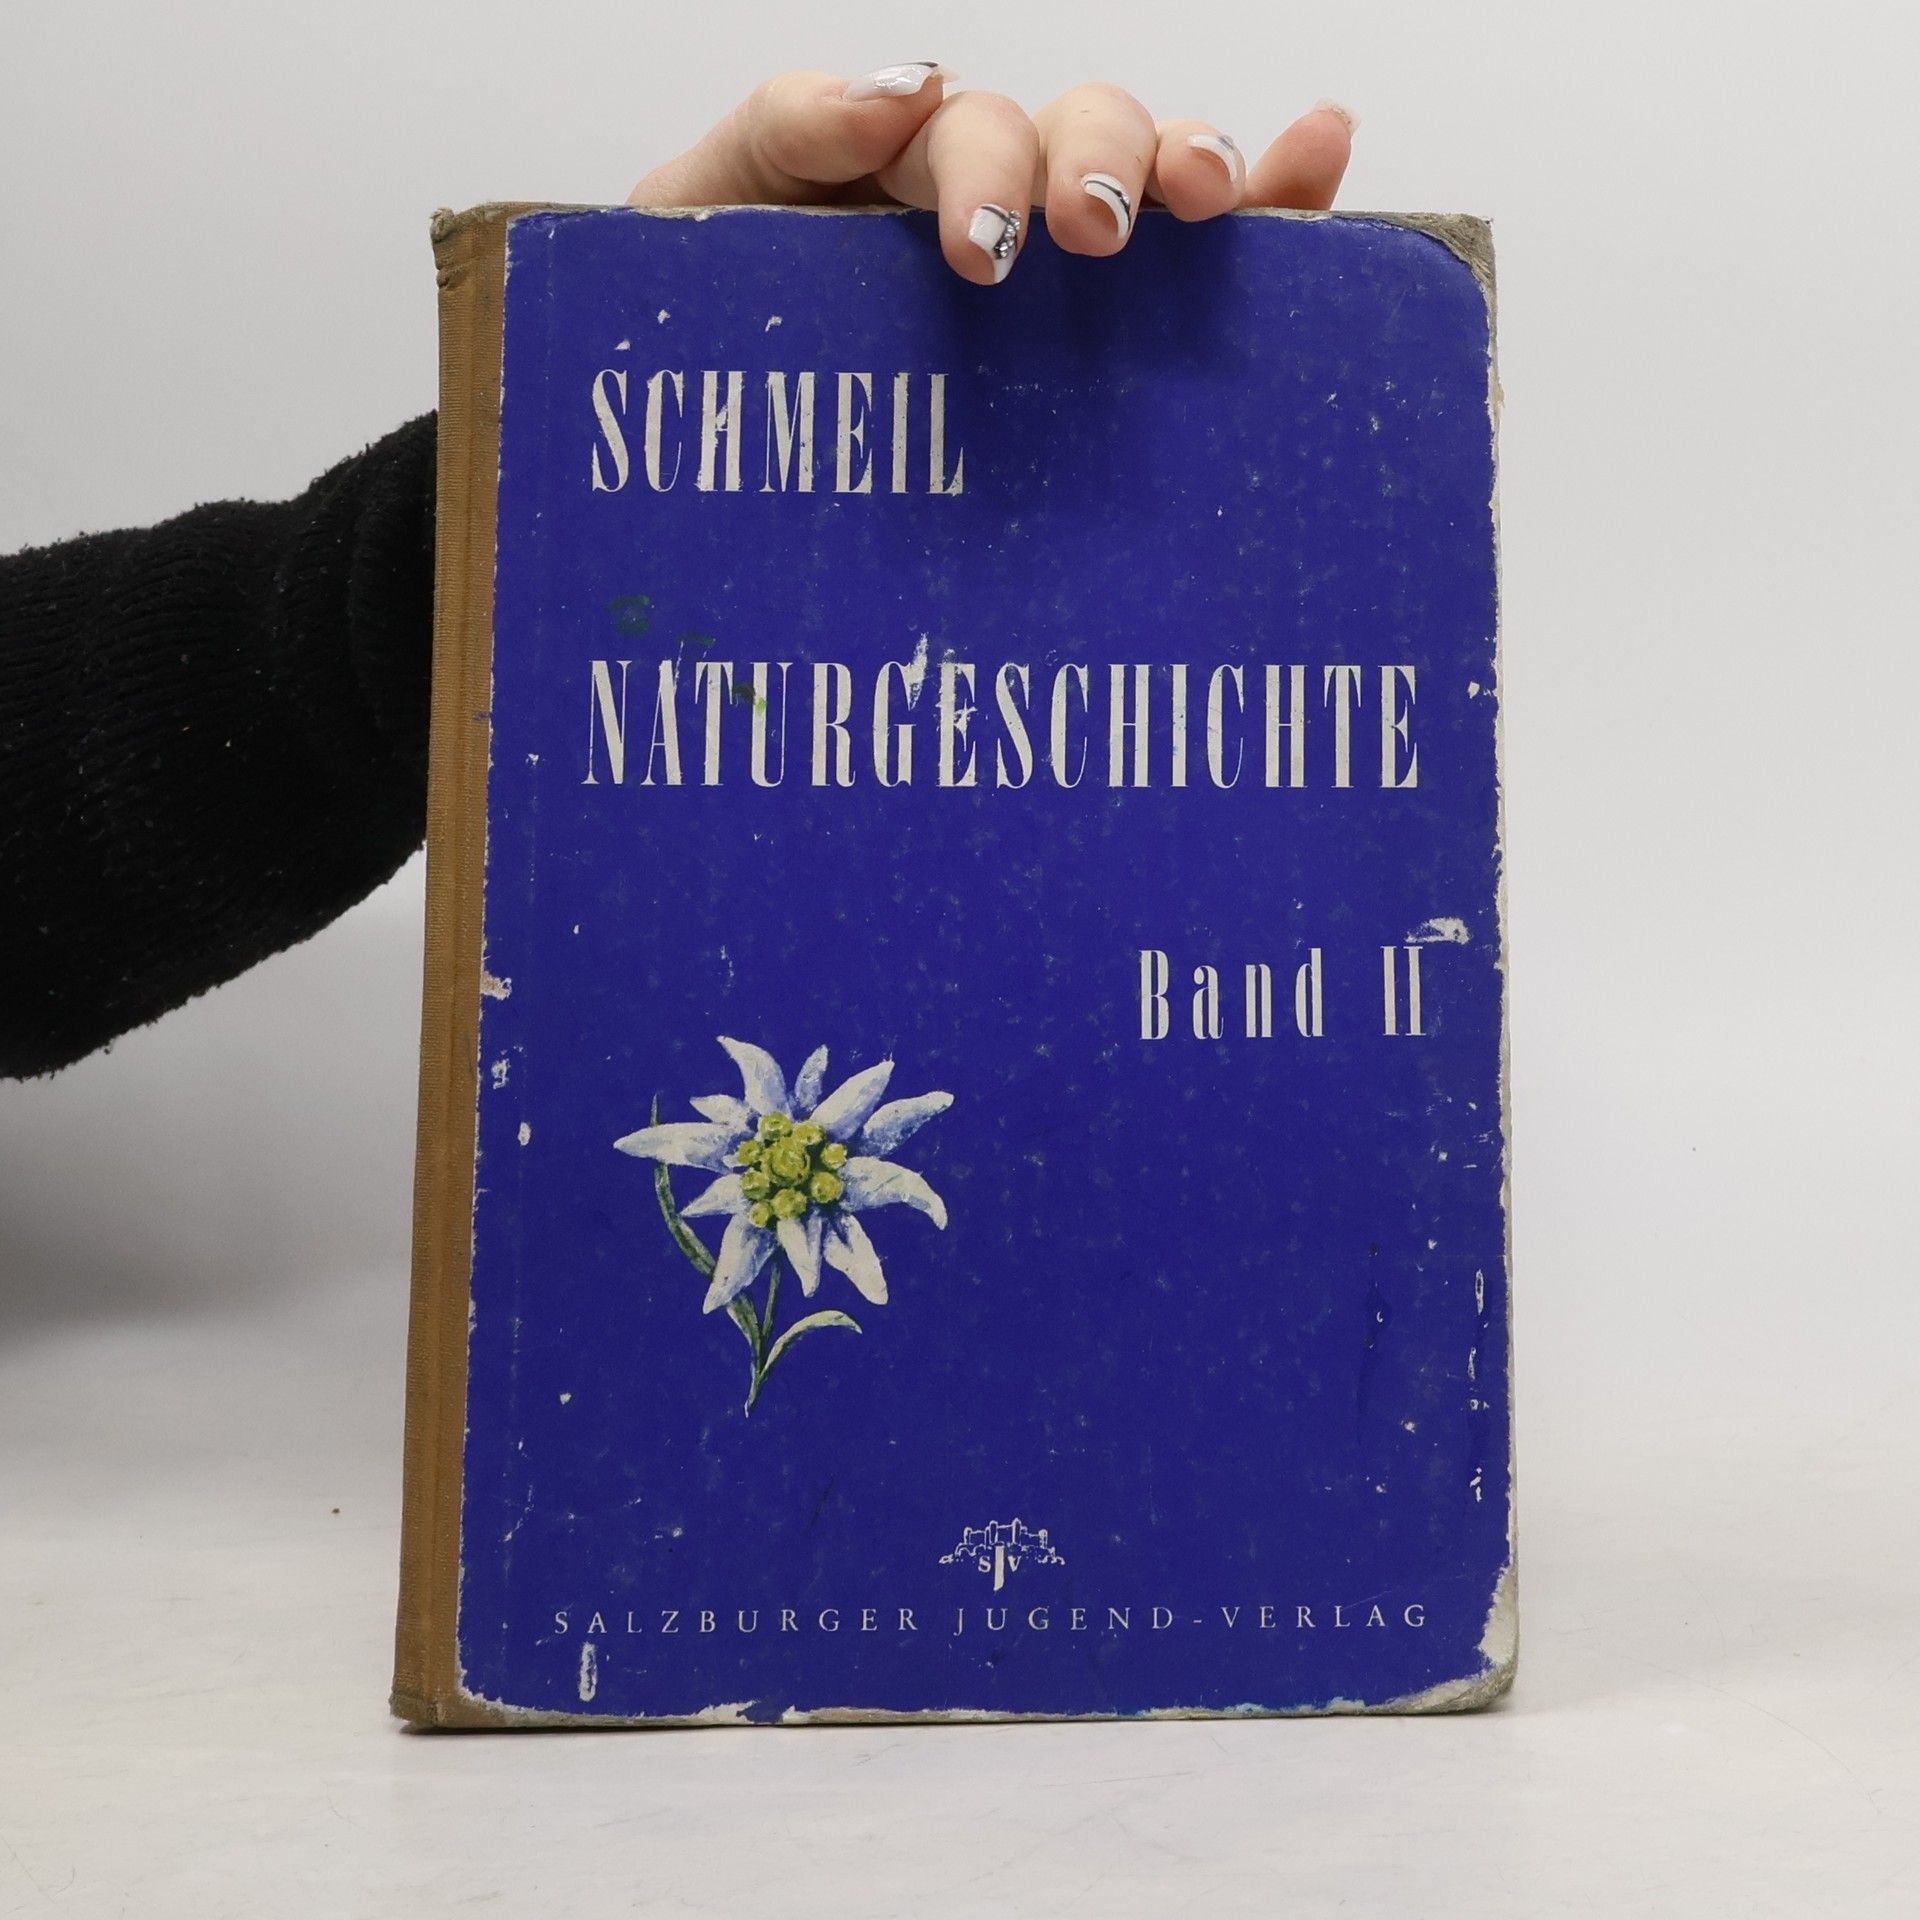 SCHMEIL
NATURGESCHICHTE
Band II
SJV
SALZBURGER JUGEND-VERLAG